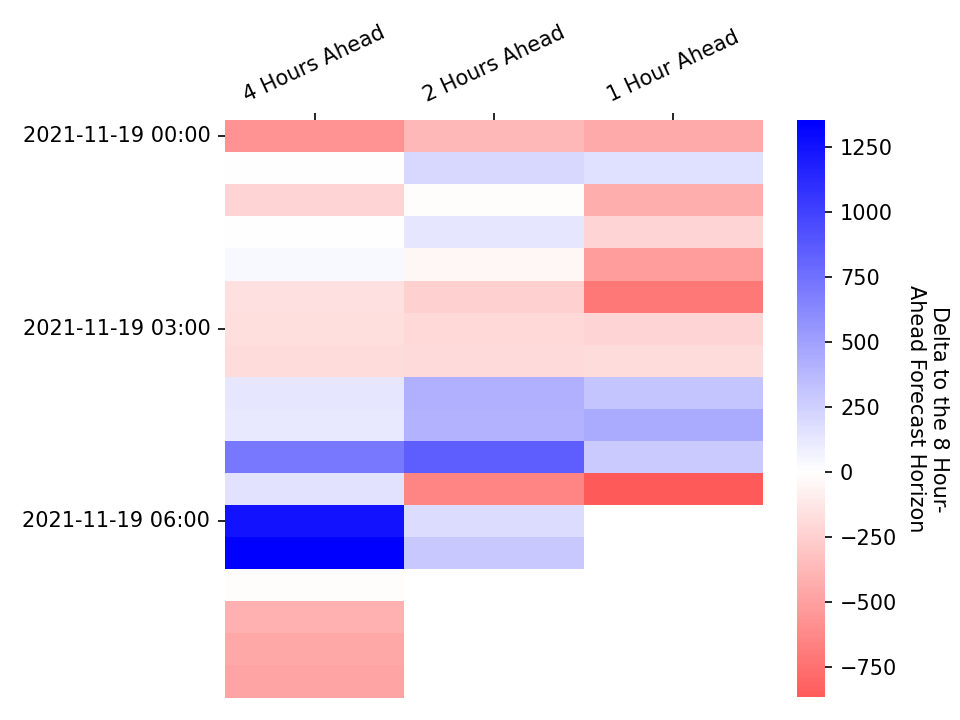 4 Hours Ahead
2 Hours Ahead
1 Hour Ahead
2021-11-19 00:00
2021-11-19 03:00
2021-11-19 06:00
1250
1000
750
500
250
0
−250
−500
−750
Delta to the 8 Hour-
Ahead Forecast Horizon